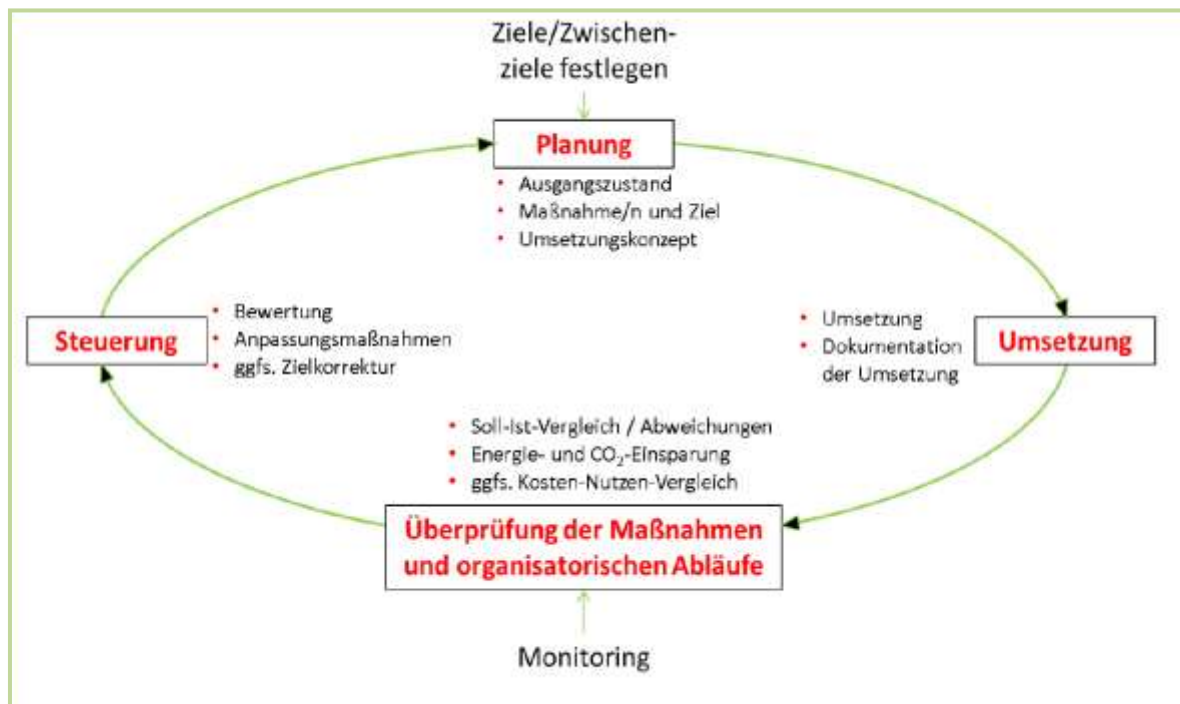 Ziele/Zwischen-
ziele festlegen
Planung
• Ausgangszustand
• Maßnahme/n und Ziel
• Umsetzungskonzept
Umsetzung
• Umsetzung
• Dokumentation
der Umsetzung
• Soll-Ist-Vergleich / Abweichungen
• Energie- und CO₂-Einsparung
• ggfs. Kosten-Nutzen-Vergleich
Überprüfung der Maßnahmen
und organisatorischen Abläufe
Monitoring
Steuerung
• Bewertung
• Anpassungsmaßnahmen
• ggfs. Zielkorrektur